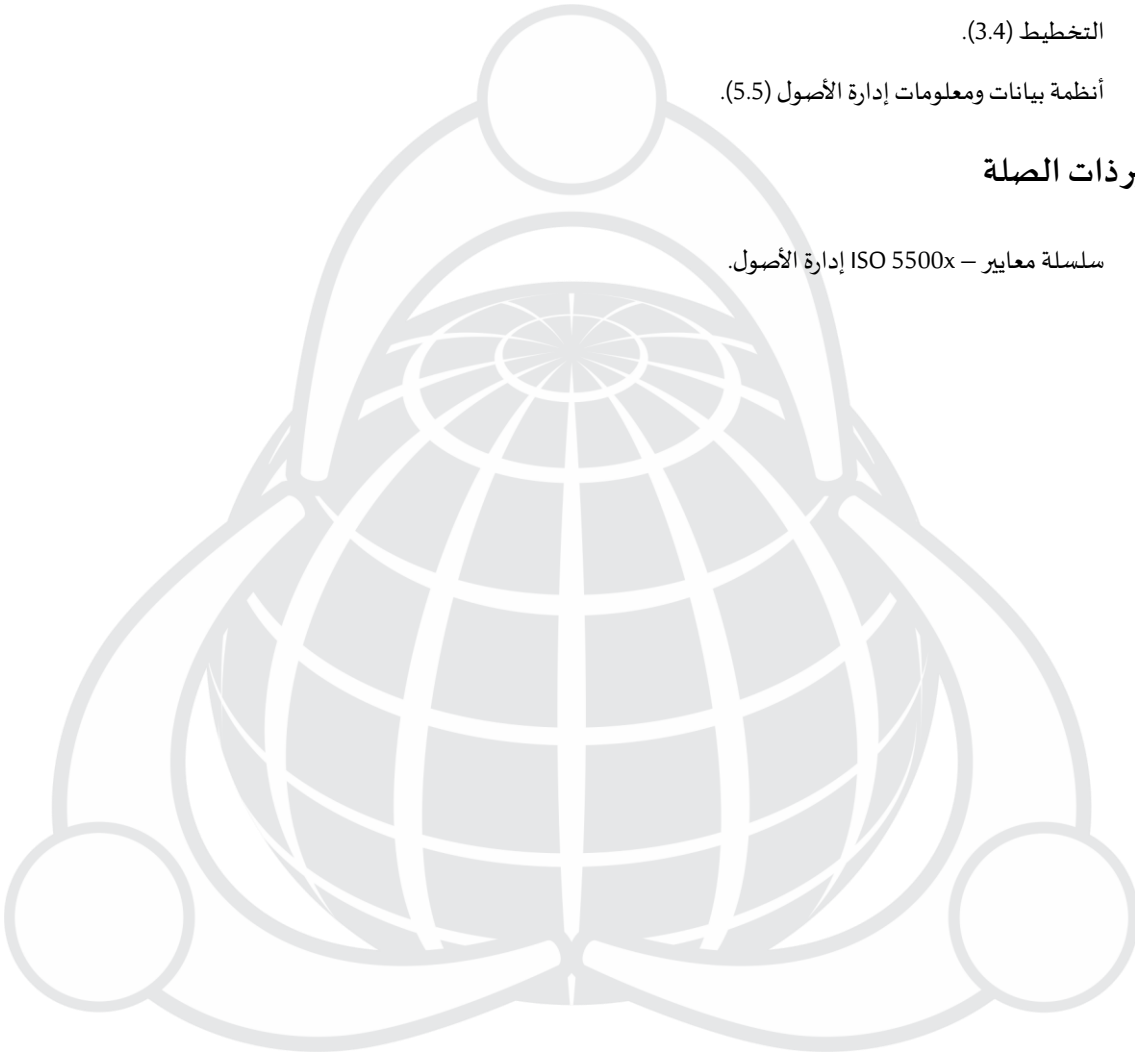 التخطيط (3.4).
أنظمة بيانات ومعلومات إدارة الأصول (5.5).
ذات الصلة
سلسلة معايير – ISO 5500x إدارة الأصول.